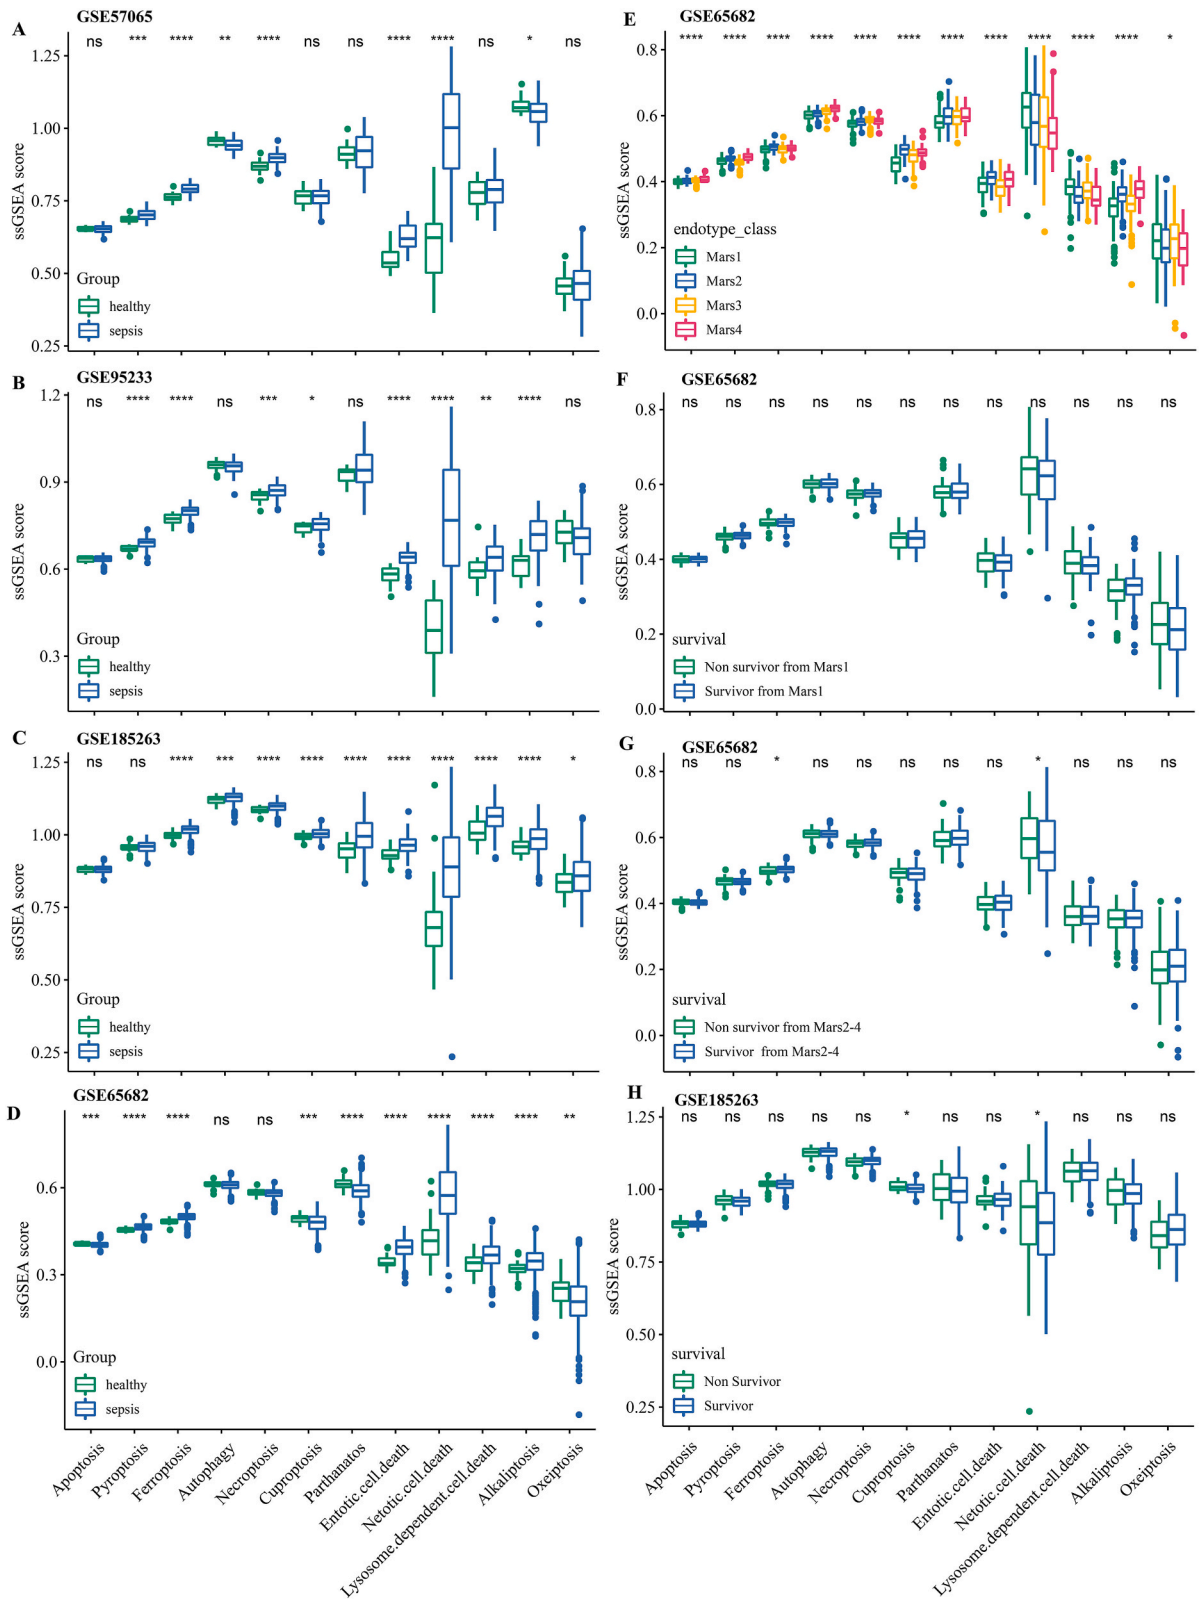 A
GSE57065
ns *** **** ** **** ns ns **** **** ns * ns
1.25
1.00
0.75
0.50
0.25
ssGSEA score
Group
healthy
sepsis
B
GSE95233
ns **** **** ns *** * ns **** **** ** **** ns
1.2
0.9
0.6
0.3
ssGSEA score
Group
healthy
sepsis
C
GSE185263
ns ns **** *** **** **** **** **** **** **** **** *
1.25
1.00
0.75
0.50
0.25
ssGSEA score
Group
healthy
sepsis
D
GSE65682
*** **** **** ns ns *** **** **** **** **** **** **
0.6
0.3
0.0
ssGSEA score
Group
healthy
sepsis
Apoptosis
Pyroptosis
Ferroptosis
Autophagy
Necroptosis
Cuproptosis
Parthanatos
Entotic.cell.death
Netotic.cell.death
Lysosome.dependent.cell.death
Alkaliptosis
Oxeiptosis
E
GSE65682
**** **** **** **** **** **** **** **** **** **** **** *
0.8
0.6
0.4
0.2
0.0
ssGSEA score
endotype_class
Mars1
Mars2
Mars3
Mars4
F
GSE65682
ns ns ns ns ns ns ns ns ns ns ns ns
0.8
0.6
0.4
0.2
0.0
ssGSEA score
survival
Non survivor from Mars1
Survivor from Mars1
G
GSE65682
ns ns * ns ns ns ns ns * ns ns ns
0.8
0.6
0.4
0.2
0.0
ssGSEA score
survival
Non survivor from Mars2-4
Survivor from Mars2-4
H
GSE185263
ns ns ns ns ns * ns ns * ns ns ns
1.25
1.00
0.75
0.50
0.25
ssGSEA score
survival
Non Survivor
Survivor
Apoptosis
Pyroptosis
Ferroptosis
Autophagy
Necroptosis
Cuproptosis
Parthanatos
Entotic.cell.death
Netotic.cell.death
Lysosome.dependent.cell.death
Alkaliptosis
Oxeiptosis